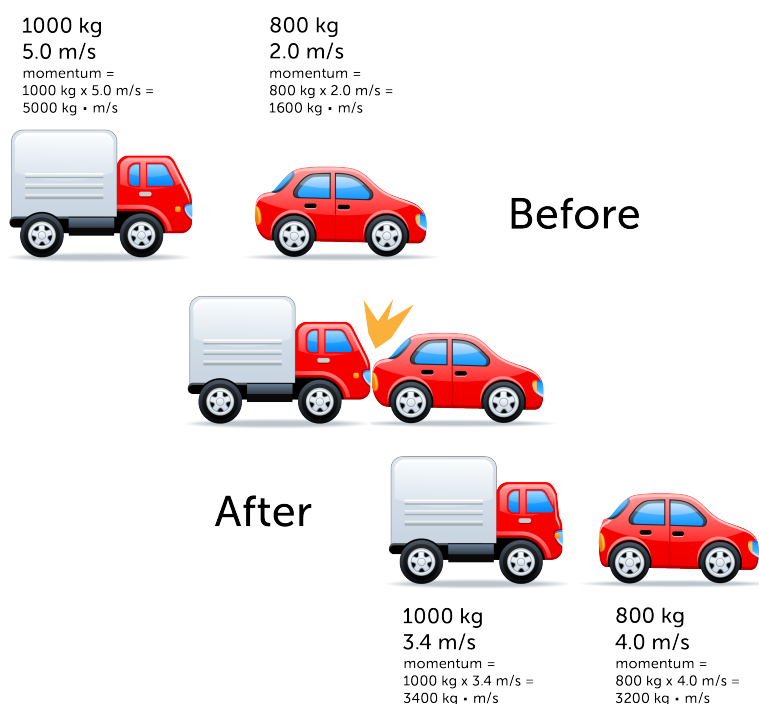 1000 kg
5.0 m/s
momentum =
1000 kg x 5.0 m/s =
5000 kg • m/s
800 kg
2.0 m/s
momentum =
800 kg x 2.0 m/s =
1600 kg • m/s
Before
After
1000 kg
3.4 m/s
momentum =
1000 kg x 3.4 m/s =
3400 kg • m/s
800 kg
4.0 m/s
momentum =
800 kg x 4.0 m/s =
3200 kg • m/s